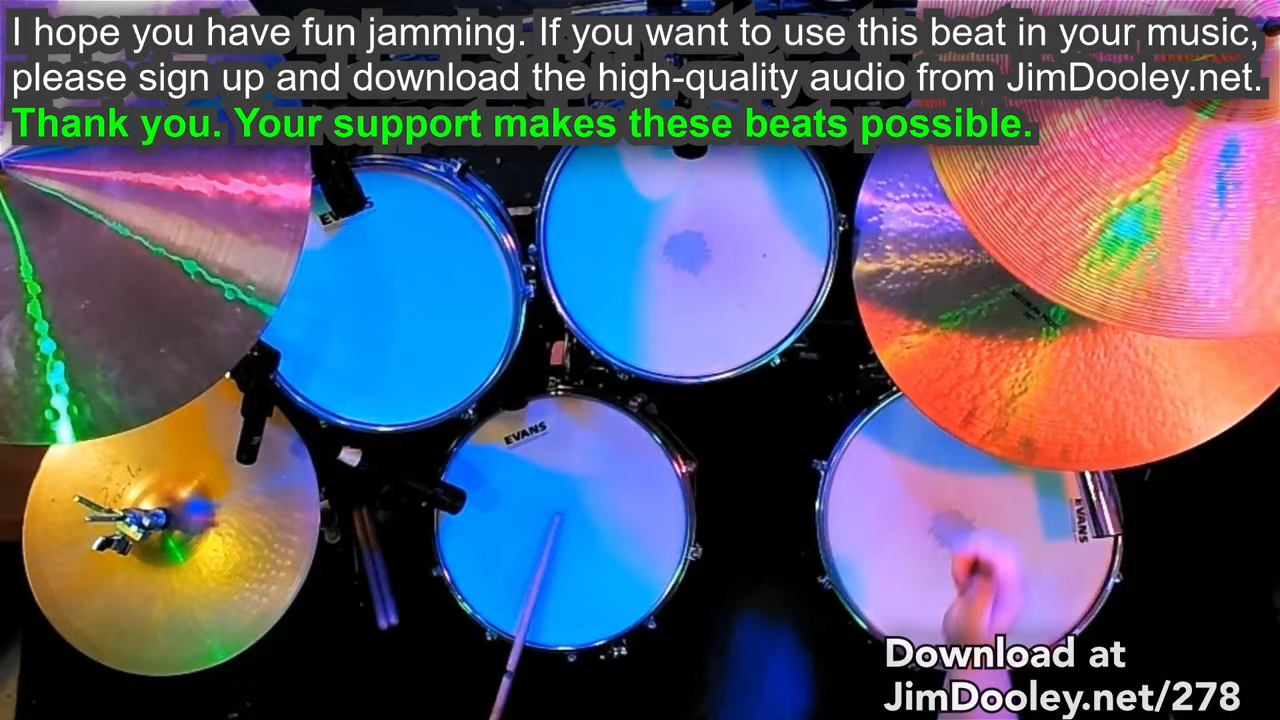 I hope you have fun jamming. If you want to use this beat in your music,
please sign up and download the high-quality audio from JimDooley.net.
Thank you. Your support makes these beats possible.
EVANS
EVANS
Download at
JimDooley.net/278